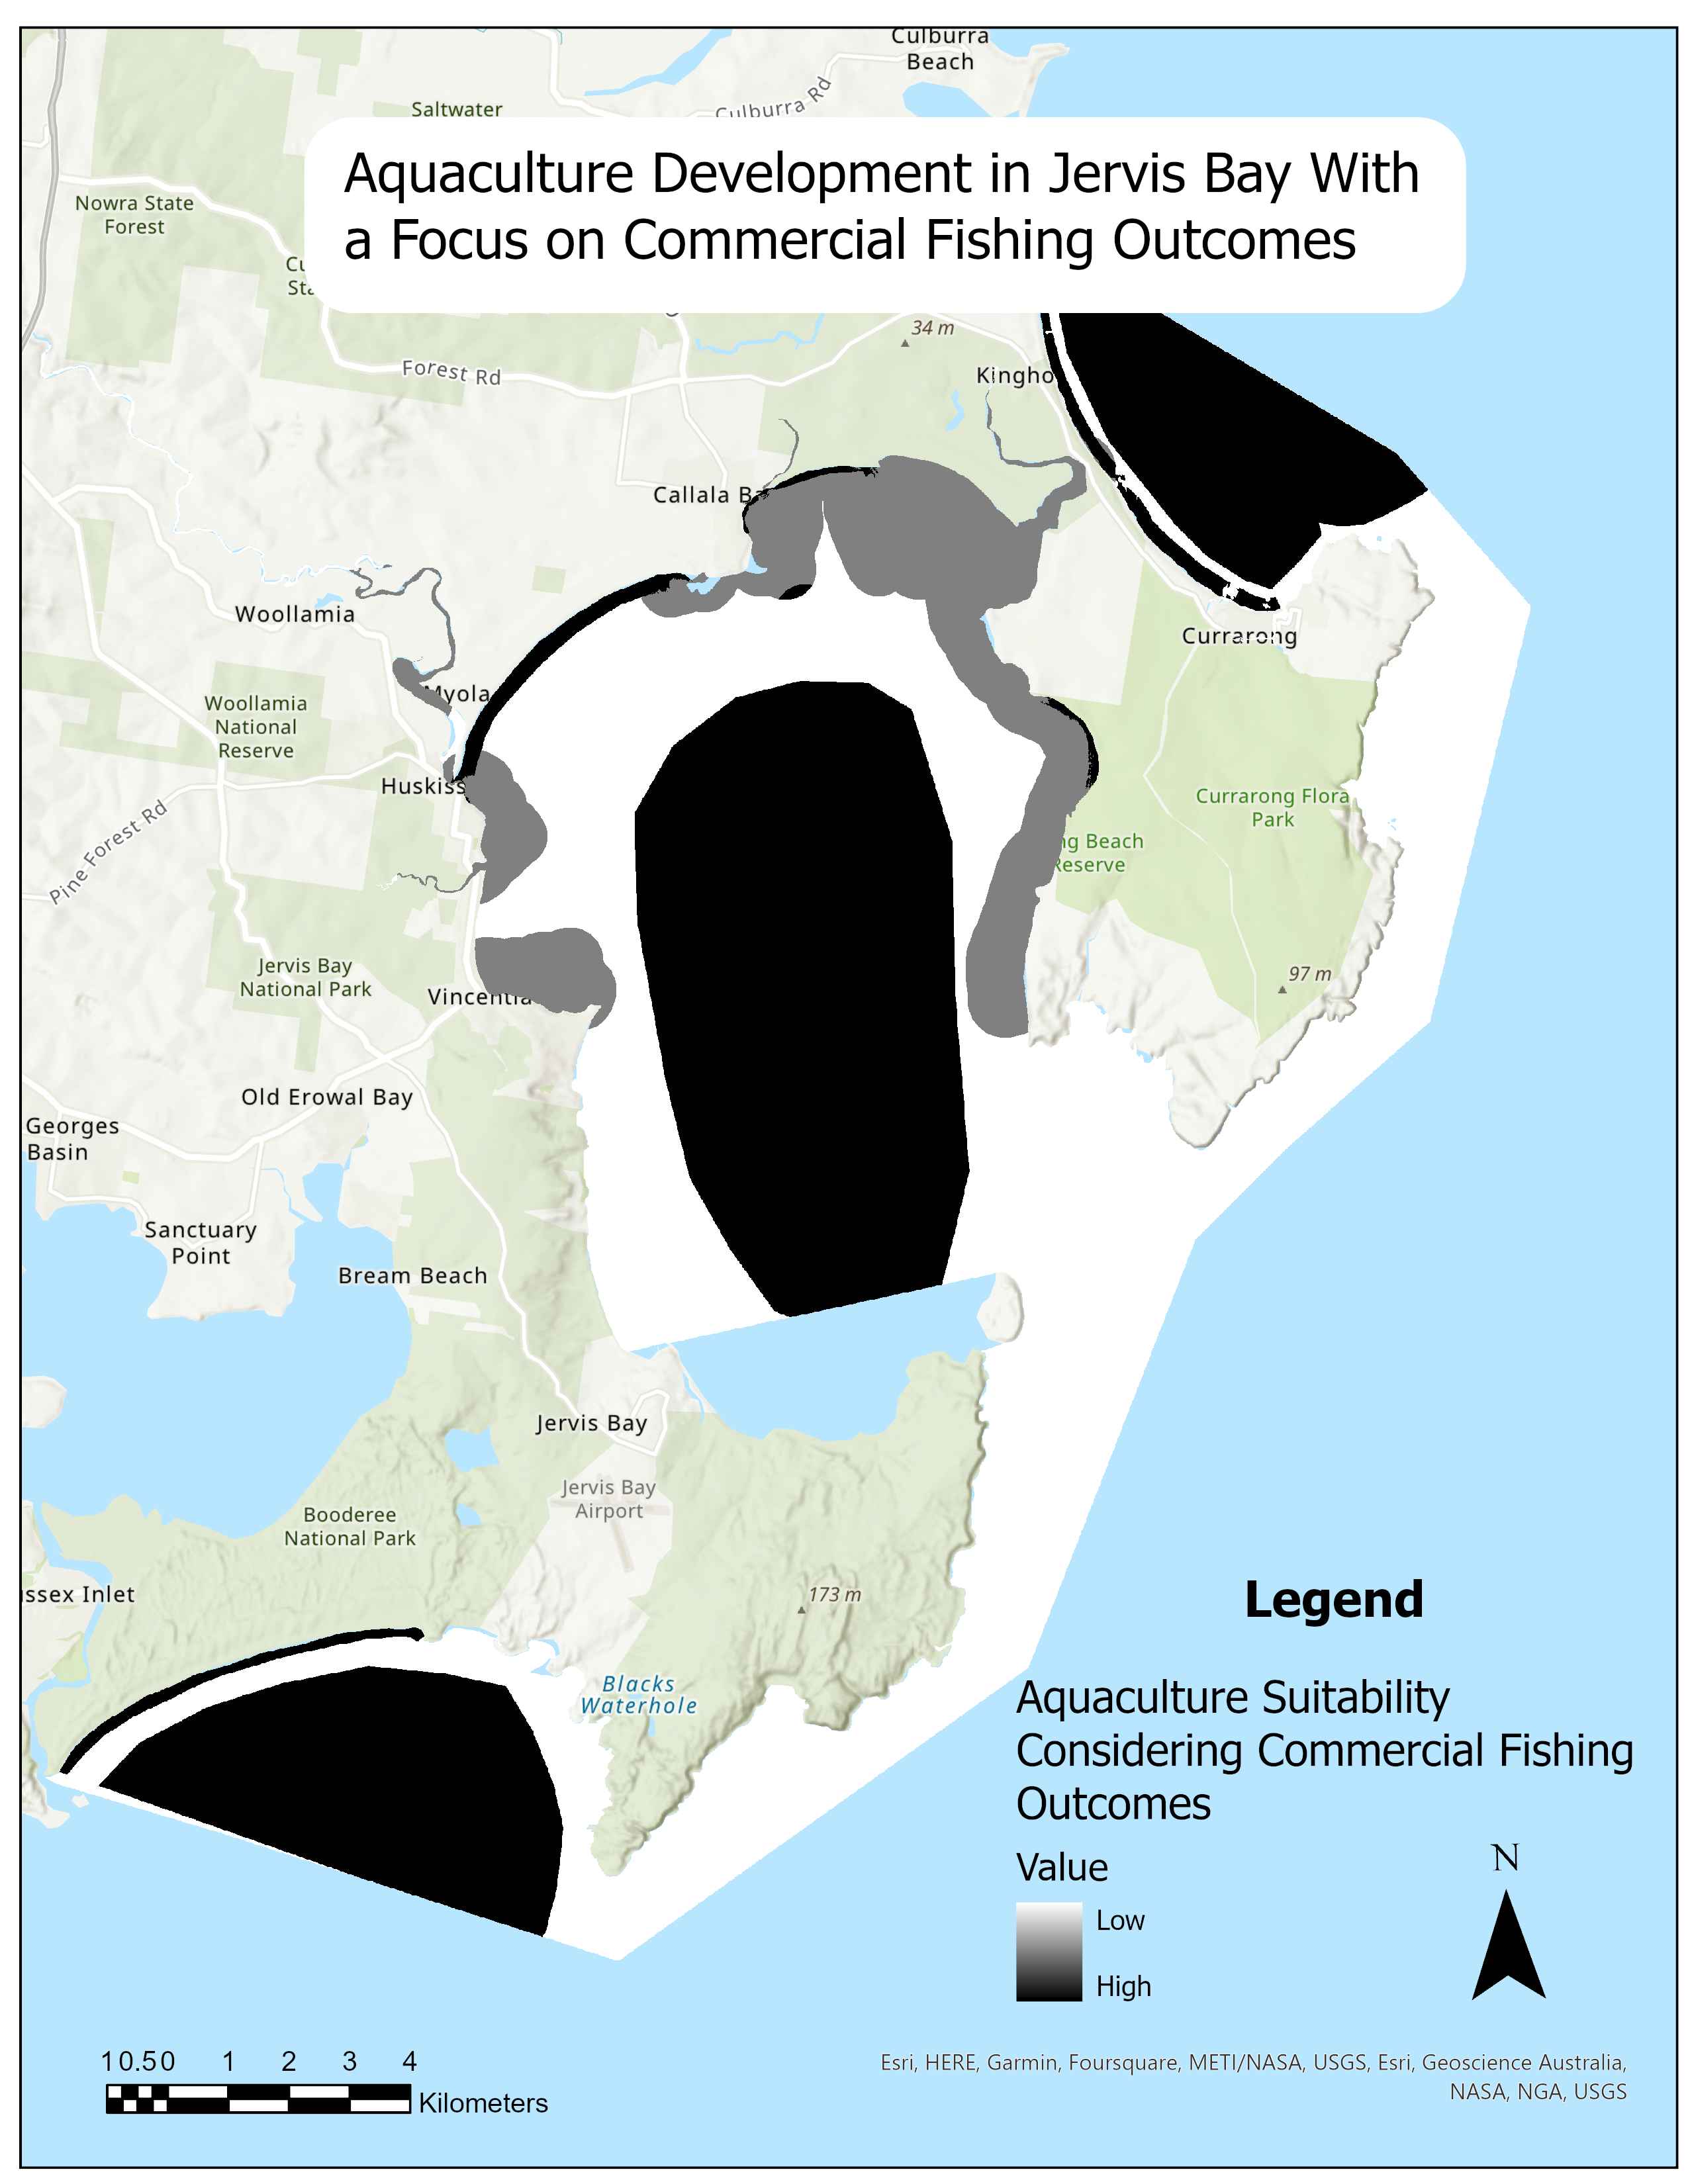 Culburra
Beach
Saltwater
Culburra Rd
Aquaculture Development in Jervis Bay With
a Focus on Commercial Fishing Outcomes
Nowra State
Forest
34 m
Forest Rd
Kingho
Callala Ba
Woollamia
Currarong
Myola
Woollamia
National
Reserve
Huskiss
Currarong Flora
Park
Pine Forest Rd
ng Beach
Reserve
Jervis Bay
National Park
97 m
Vincentia
Old Erowal Bay
Georges
Basin
Sanctuary
Point
Bream Beach
Jervis Bay
Jervis Bay
Airport
Booderee
National Park
ssex Inlet
173 m
Blacks
Waterhole
Legend
Aquaculture Suitability
Considering Commercial Fishing
Outcomes
Value
Low
High
N
1 0.5 0 1 2 3 4
Kilometers
Esri, HERE, Garmin, Foursquare, METI/NASA, USGS, Esri, Geoscience Australia,
NASA, NGA, USGS